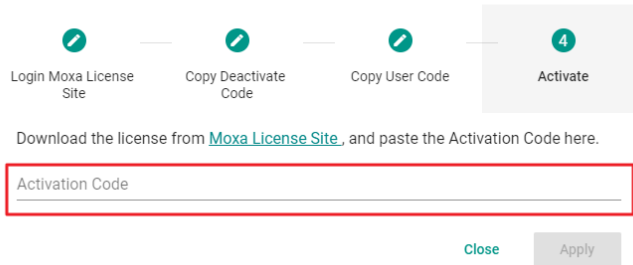 4
Login Moxa License
Site
Copy Deactivate
Code
Copy User Code
Activate
Download the license from Moxa License Site , and paste the Activation Code here.
Activation Code
Close
Apply